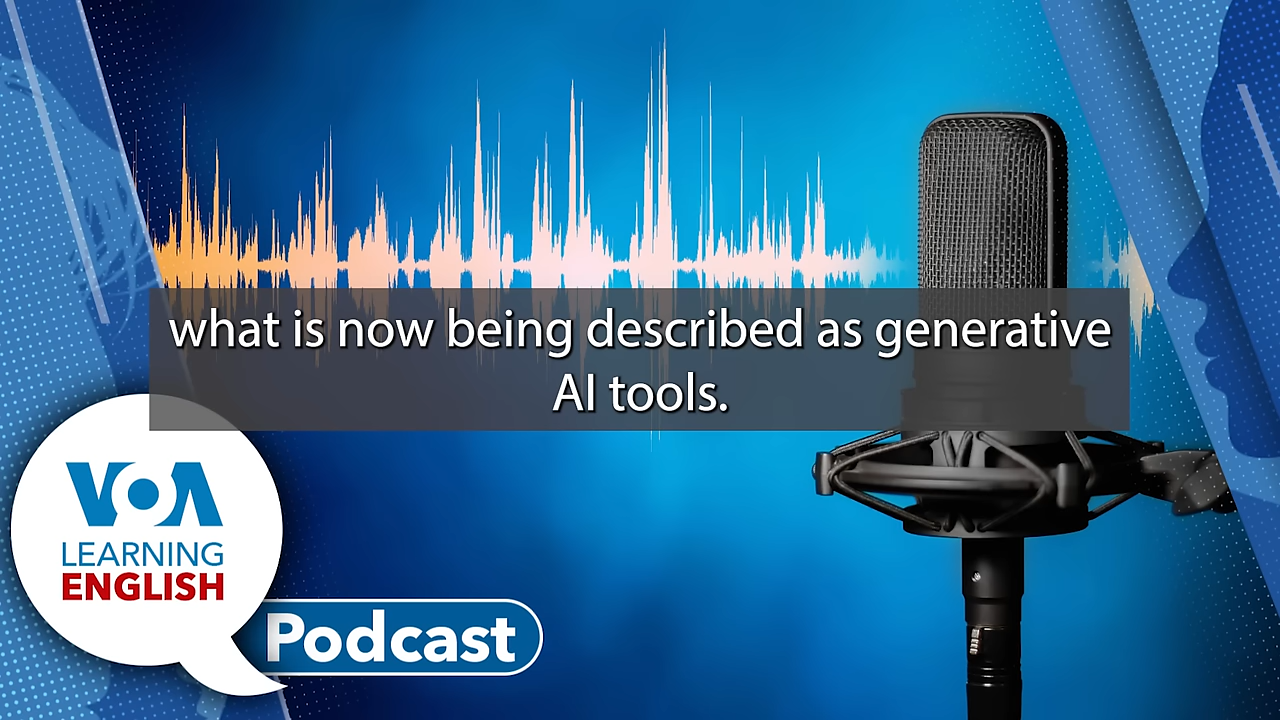 what is now being described as generative
AI tools.
VOA
LEARNING
ENGLISH
Podcast